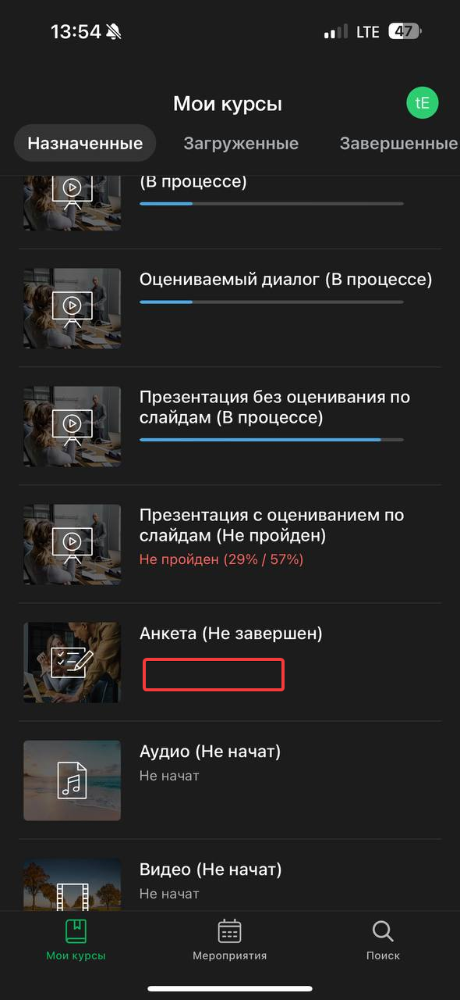 13:54
LTE
47
Мои курсы
tE
Назначенные
Загруженные
Завершенные
(В процессе)
Оцениваемый диалог (В процессе)
Презентация без оценивания по
слайдам (В процессе)
Презентация с оцениванием по
слайдам (Не пройден)
Не пройден (29% / 57%)
Анкета (Не завершен)
Аудио (Не начат)
Не начат
Видео (Не начат)
Не начат
Мои курсы
Мероприятия
Поиск